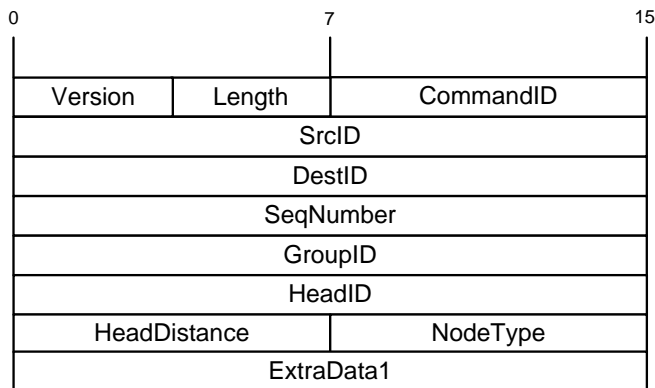 0 7 15
Version Length CommandID
SrcID
DestID
SeqNumber
GroupID
HeadID
HeadDistance NodeType
ExtraData1